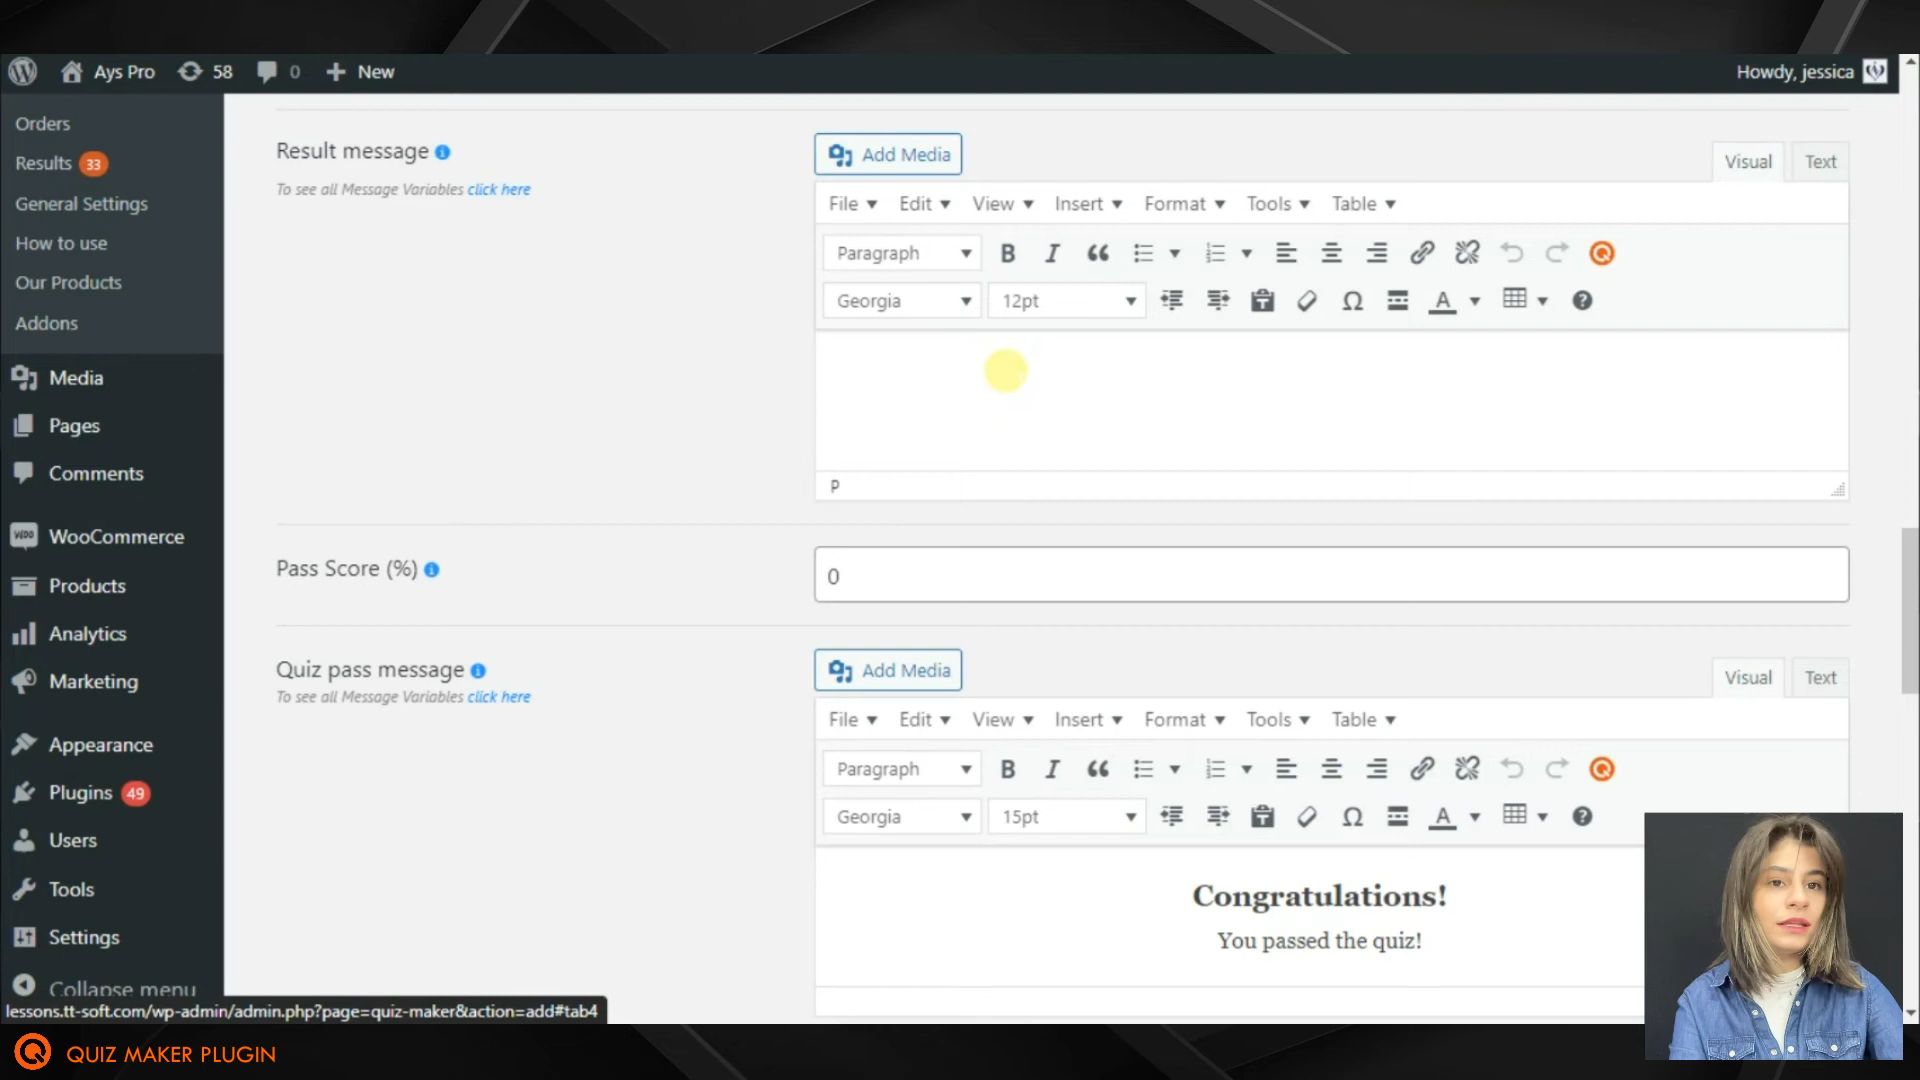 Ays Pro 58 0 New Howdy, jessica
Orders
Results 33
General Settings
How to use
Our Products
Addons
Media
Pages
Comments
WooCommerce
Products
Analytics
Marketing
Appearance
Plugins 49
Users
Tools
Settings
Collapse menu
Result message
To see all Message Variables click here
Add Media
Visual Text
File Edit View Insert Format Tools Table
Paragraph
Georgia 12pt
P
Pass Score (%)
0
Quiz pass message
To see all Message Variables click here
Add Media
Visual Text
File Edit View Insert Format Tools Table
Paragraph
Georgia 15pt
Congratulations!
You passed the quiz!
lessons.tt-soft.com/wp-admin/admin.php?page=quiz-maker&action=add#tab4
QUIZ MAKER PLUGIN